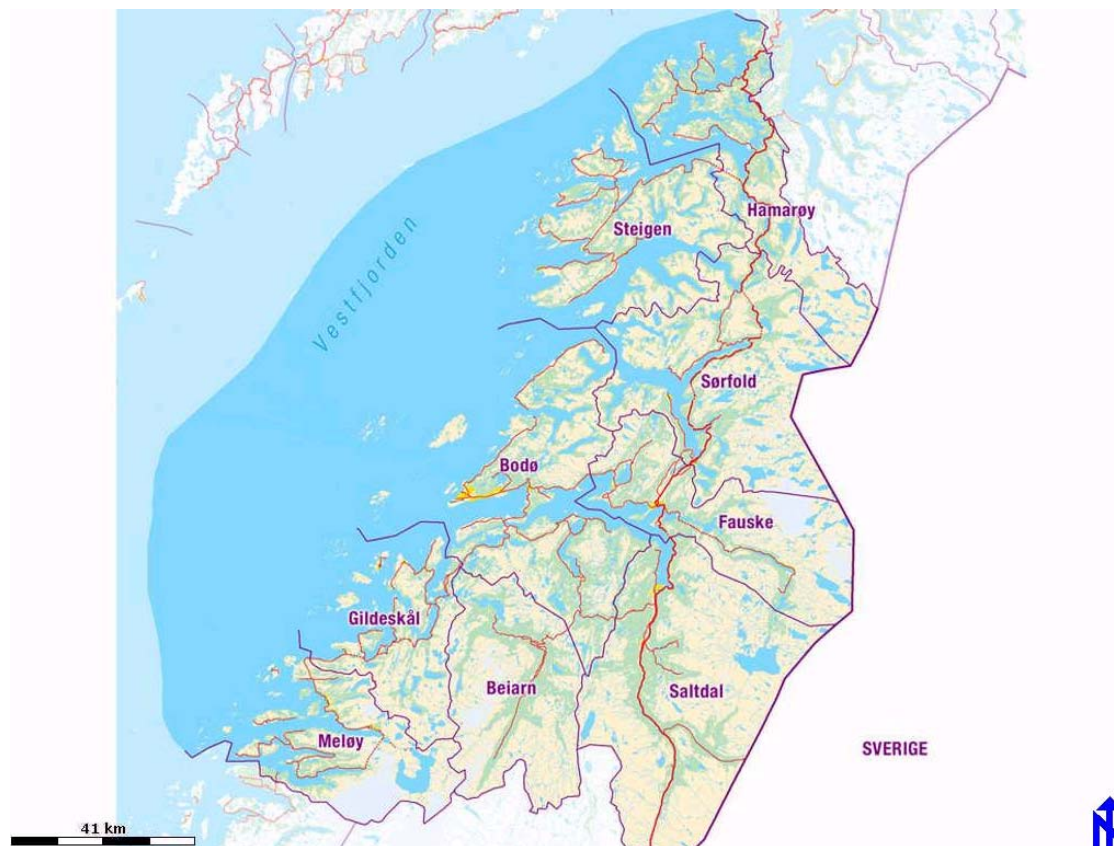 Hamarøy
Steigen
Vestfjorden
Sørfold
Bodø
Fauske
Gildeskål
Beiarn
Saltdal
Meløy
SVERIGE
41 km
N